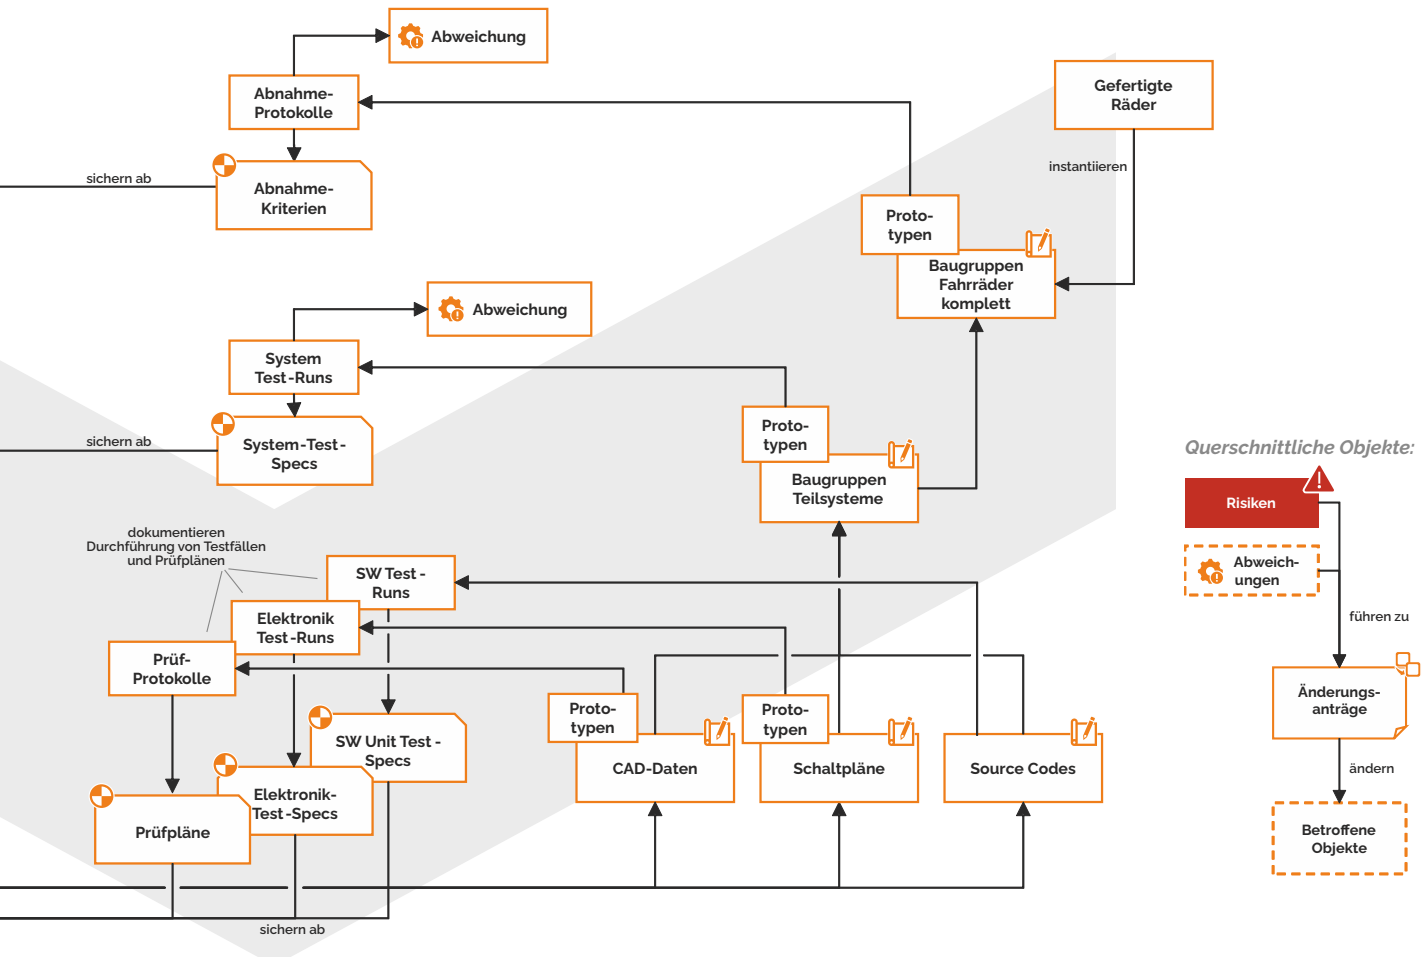 Abweichung
Abnahme-
Protokolle
sichern ab
Abnahme-
Kriterien
Gefertigte
Räder
instantiieren
Proto-
typen
Baugruppen
Fahrräder
komplett
Abweichung
System
Test-Runs
sichern ab
System-Test-
Specs
Proto-
typen
Baugruppen
Teilsysteme
Querschnittliche Objekte:
Risiken
Abweich-
ungen
führen zu
Änderungs-
anträge
ändern
Betroffene
Objekte
dokumentieren
Durchführung von Testfällen
und Prüfplänen
SW Test-
Runs
Elektronik
Test-Runs
Prüf-
Protokolle
SW Unit Test-
Specs
Elektronik-
Test-Specs
Prüfpläne
Proto-
typen
CAD-Daten
Proto-
typen
Schaltpläne
Source Codes
sichern ab